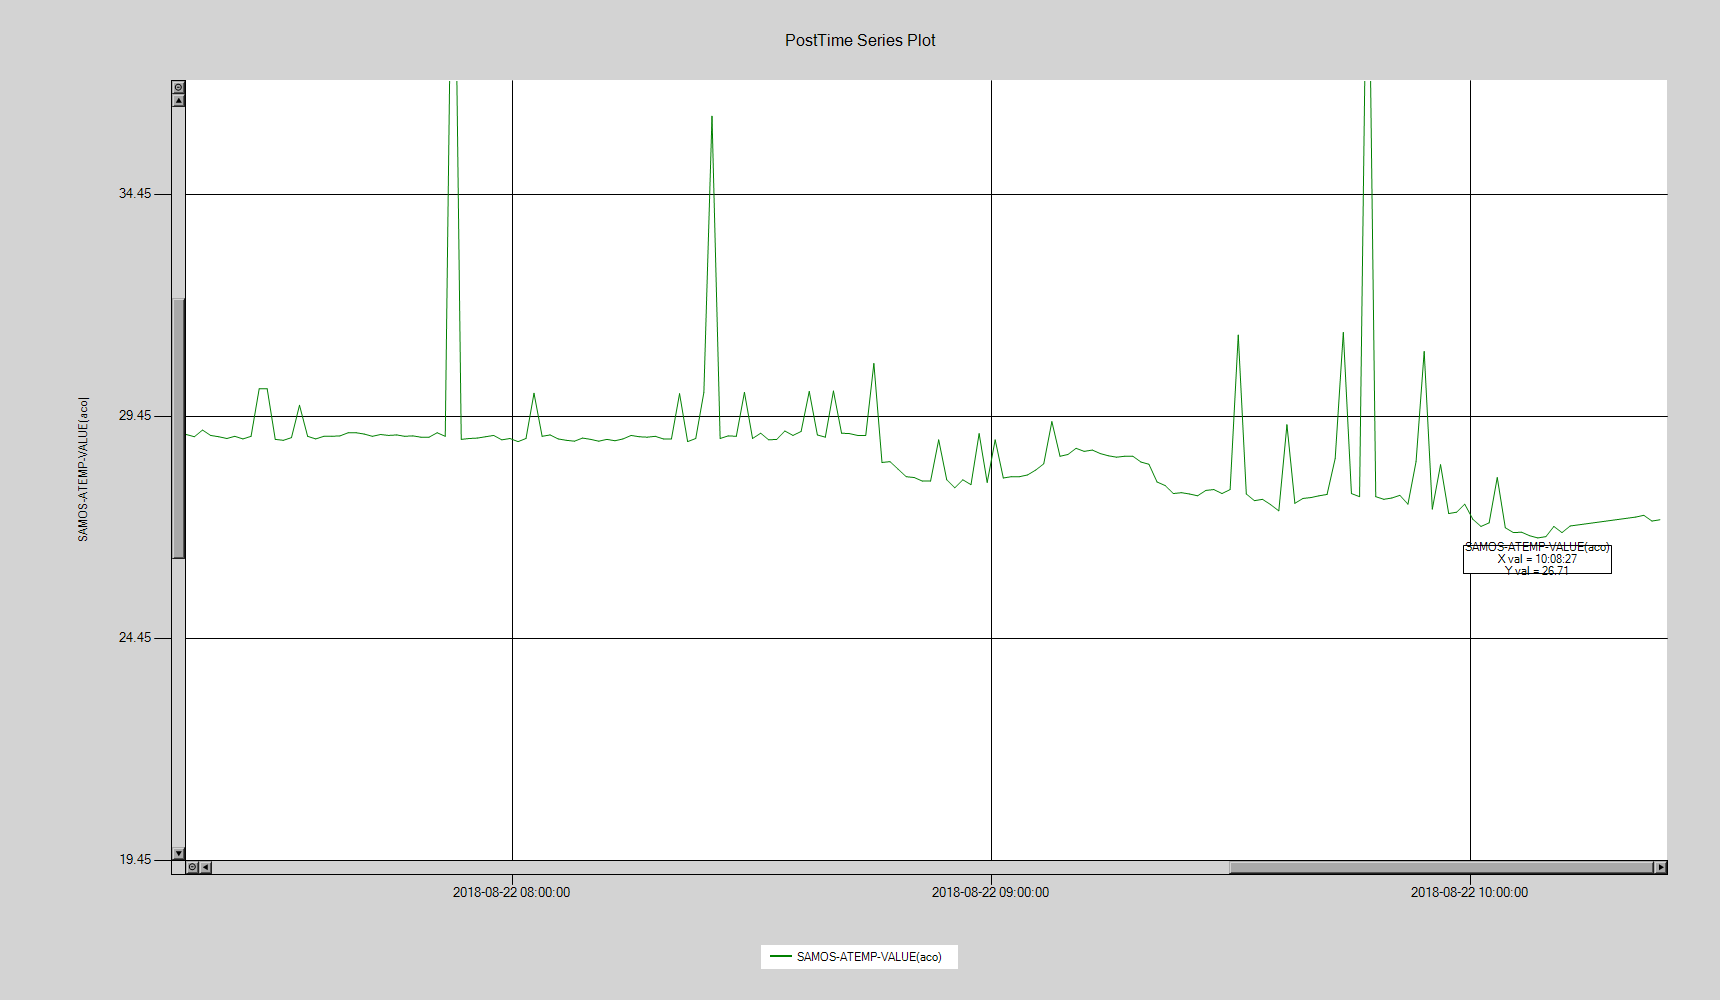 PostTime Series Plot
34.45
29.45
24.45
19.45
SAMOS-ATEMP-VALUE(aco)
SAMOS-ATEMP-VALUE(aco)
X val = 10:08:27
Y val = 26.71
2018-08-22 08:00:00
2018-08-22 09:00:00
2018-08-22 10:00:00
SAMOS-ATEMP-VALUE(aco)